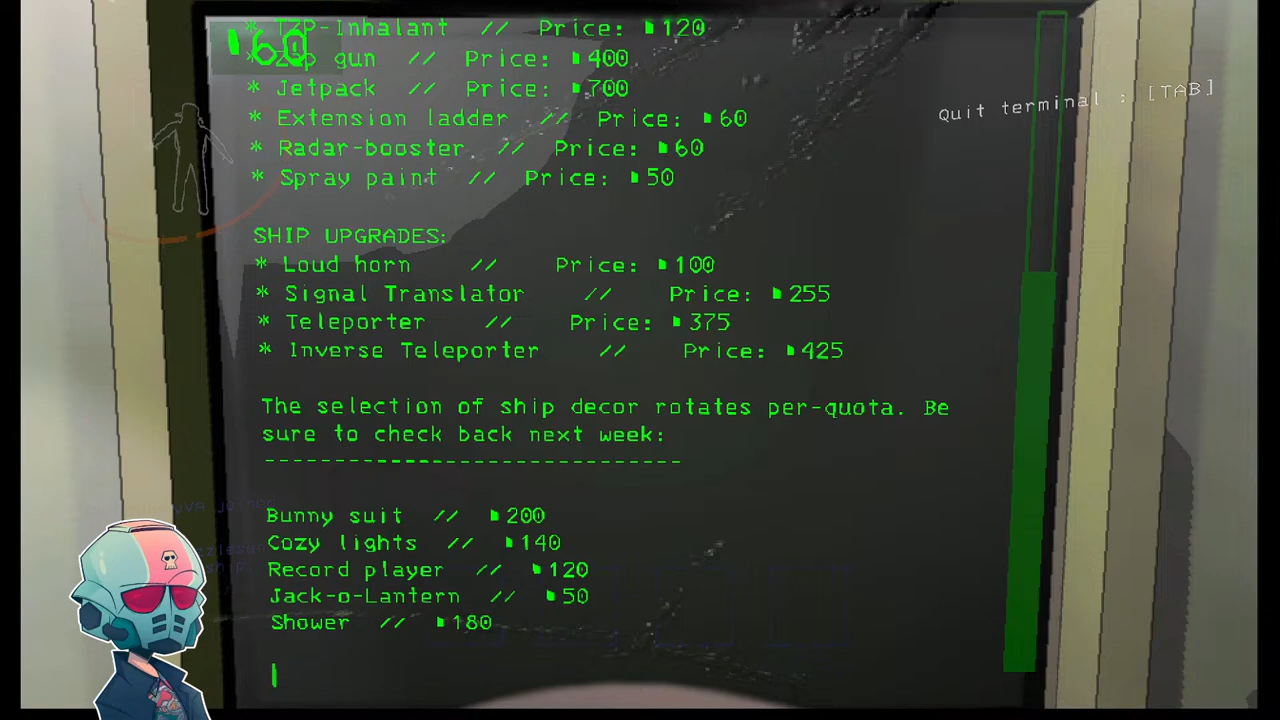 * TZP-Inhalant // Price: ▮120
▮60
* Zap gun // Price: ▮400
* Jetpack // Price: ▮700
Quit terminal : [TAB]
* Extension ladder // Price: ▮60
* Radar-booster // Price: ▮60
* Spray paint // Price: ▮50
SHIP UPGRADES:
* Loud horn // Price: ▮100
* Signal Translator // Price: ▮255
* Teleporter // Price: ▮375
* Inverse Teleporter // Price: ▮425
The selection of ship decor rotates per-quota. Be
sure to check back next week:
------------------------------
Bunny suit // ▮200
Cozy lights // ▮140
Record player // ▮120
Jack-o-Lantern // ▮50
Shower // ▮180